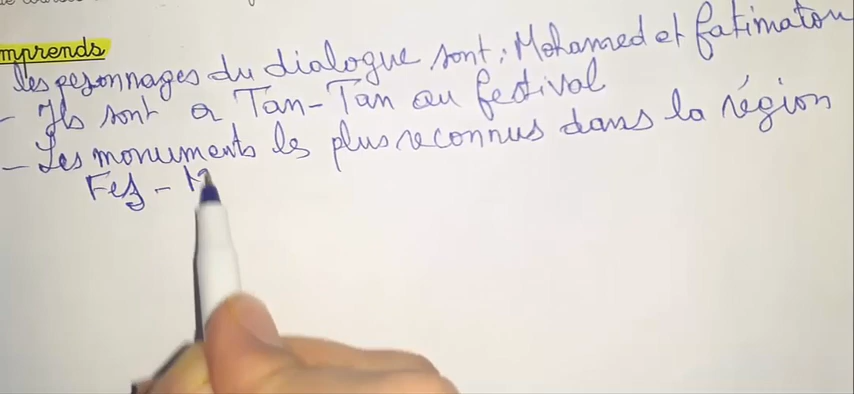 mprends
les pesonnages du dialogue sont : Mohamed et fatimatou
- Ils sont a Tan-Tan au festival
- Les monuments les plus reconnus dans la région
Fes -